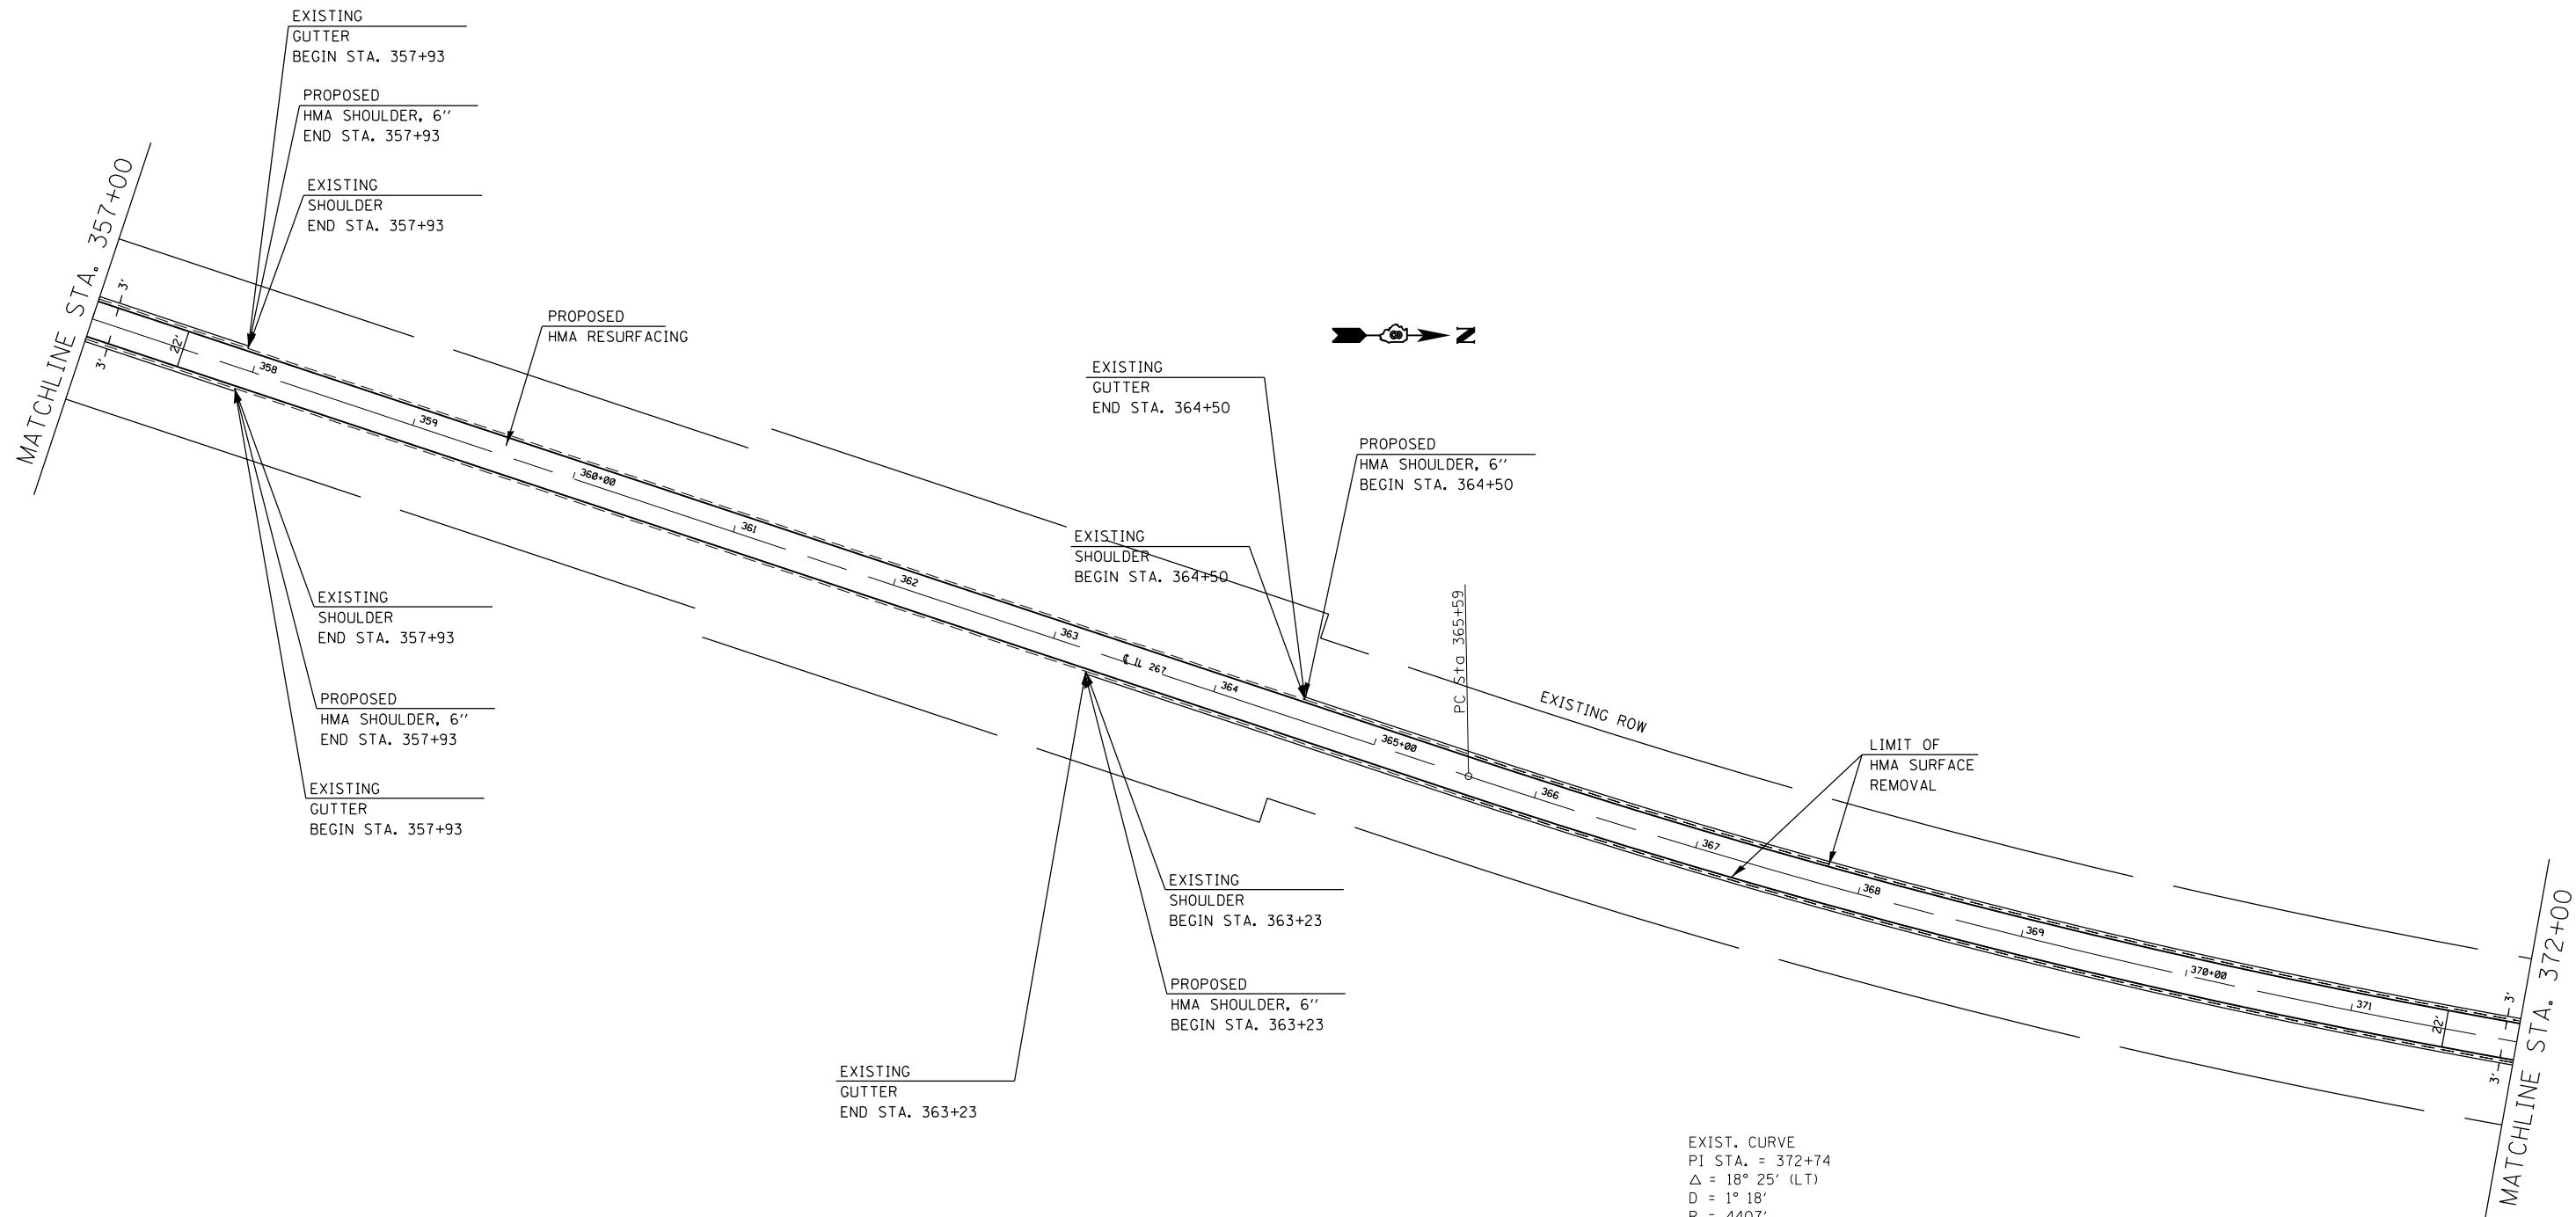 EXISTING
GUTTER
BEGIN STA. 357+93
PROPOSED
HMA SHOULDER, 6''
END STA. 357+93
EXISTING
SHOULDER
END STA. 357+93
MATCHLINE STA. 357+00
3'
3'
22'
PROPOSED
HMA RESURFACING
358
359
360+00
361
362
363
℄ IL 267
364
365+00
366
367
368
369
370+00
371
N
EXISTING
GUTTER
END STA. 364+50
PROPOSED
HMA SHOULDER, 6''
BEGIN STA. 364+50
EXISTING
SHOULDER
BEGIN STA. 364+50
PC Sta 365+59
EXISTING ROW
LIMIT OF
HMA SURFACE
REMOVAL
EXISTING
SHOULDER
END STA. 357+93
PROPOSED
HMA SHOULDER, 6''
END STA. 357+93
EXISTING
GUTTER
BEGIN STA. 357+93
EXISTING
SHOULDER
BEGIN STA. 363+23
PROPOSED
HMA SHOULDER, 6''
BEGIN STA. 363+23
EXISTING
GUTTER
END STA. 363+23
22'
3'
3'
MATCHLINE STA. 372+00
EXIST. CURVE
PI STA. = 372+74
△ = 18° 25' (LT)
D = 1° 18'
R = 4407'